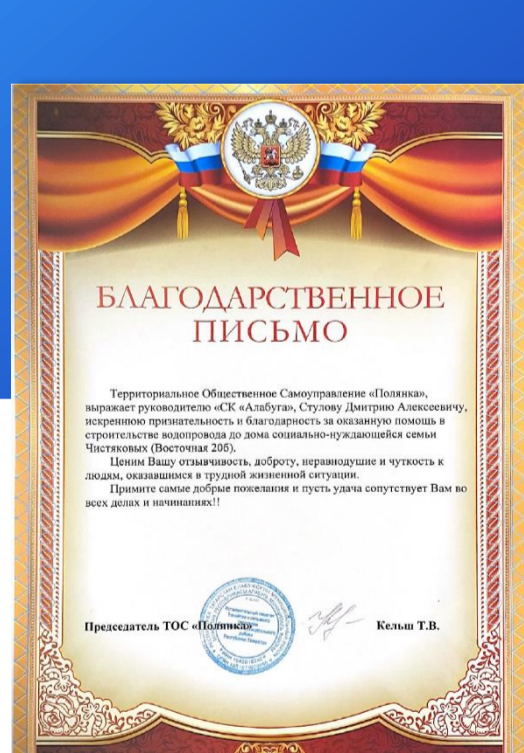 БЛАГОДАРСТВЕННОЕ
ПИСЬМО
Территориальное Общественное Самоуправление «Полянка»,
выражает руководителю «СК «Алабуга», Стулову Дмитрию Алексеевичу,
искреннюю признательность и благодарность за оказанную помощь в
строительстве водопровода до дома социально-нуждающейся семьи
Чистяковых (Восточная 20б).
Ценим Вашу отзывчивость, доброту, неравнодушие и чуткость к
людям, оказавшимся в трудной жизненной ситуации.
Примите самые добрые пожелания и пусть удача сопутствует Вам во
всех делах и начинаниях!!
Председатель ТОС «Полянка» Кельш Т.В.